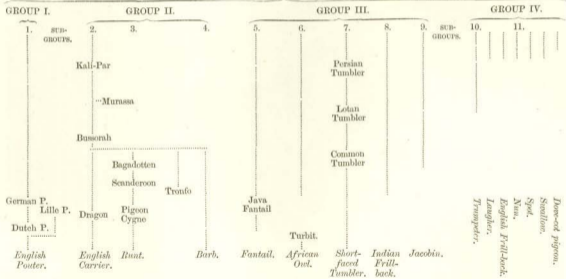 GROUP I. GROUP II. GROUP III. GROUP IV.
1. SUB-GROUPS. 2. 3. 4. 5. 6. 7. 8. 9. SUB-GROUPS. 10. 11.
Kali-Par
Persian Tumbler
Murassa
Lotan Tumbler
Bussorah
Common Tumbler
Bagadotten
Scanderoon
Tronfo
German P.
Lille P.
Dutch P.
Dragon
Pigeon Cygne
Java Fantail
Turbit.
English Pouter.
English Carrier.
Runt.
Barb.
Fantail.
African Owl.
Short-faced Tumbler.
Indian Frill-back.
Jacobin.
Trumpeter.
Laugher.
English Frill-back.
Nun.
Spot.
Swallow.
Dovecot pigeon.